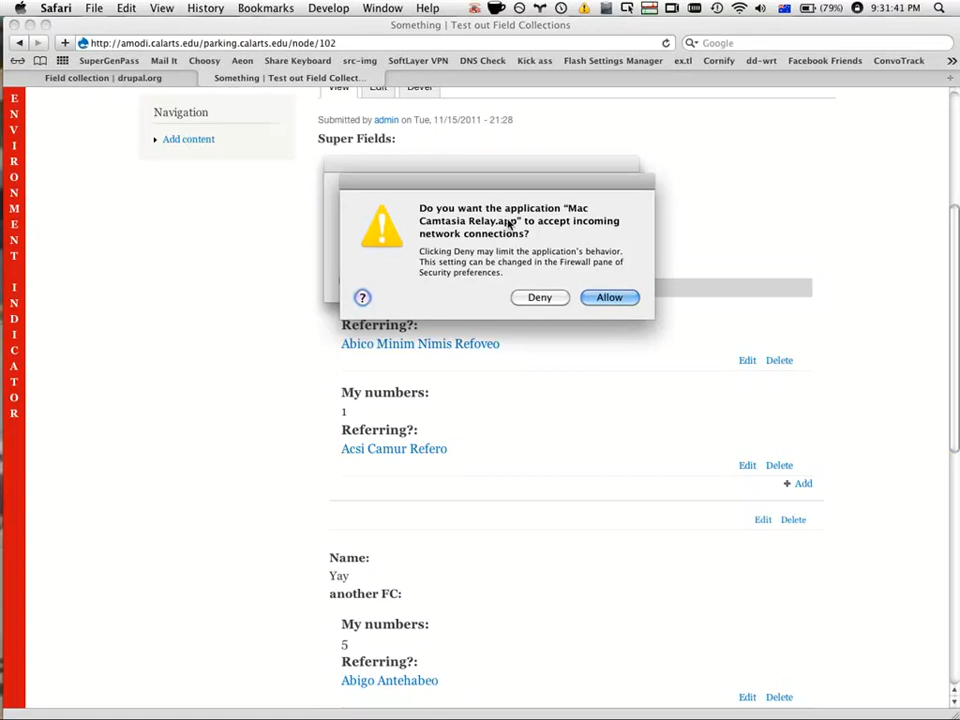 Safari File Edit View History Bookmarks Develop Window Help (79%) 9:31:41 PM
Something | Test out Field Collections
http://amodi.calarts.edu/parking.calarts.edu/node/102 Google
SuperGenPass Mail It Choosy Aeon Share Keyboard src-img SoftLayer VPN DNS Check Kick ass Flash Settings Manager ex.tl Cornify dd-wrt Facebook Friends ConvoTrack
Field collection | drupal.org Something | Test out Field Collect...
View Edit Devel
ENVIRONMENT INDICATOR
Navigation
Add content
Submitted by admin on Tue, 11/15/2011 - 21:28
Super Fields:
Do you want the application “Mac
Camtasia Relay.app” to accept incoming
network connections?
Clicking Deny may limit the application’s behavior.
This setting can be changed in the Firewall pane of
Security preferences.
? Deny Allow
Referring?:
Abico Minim Nimis Refoveo
Edit Delete
My numbers:
1
Referring?:
Acsi Camur Refero
Edit Delete
+ Add
Edit Delete
Name:
Yay
another FC:
My numbers:
5
Referring?:
Abigo Antehabeo
Edit Delete